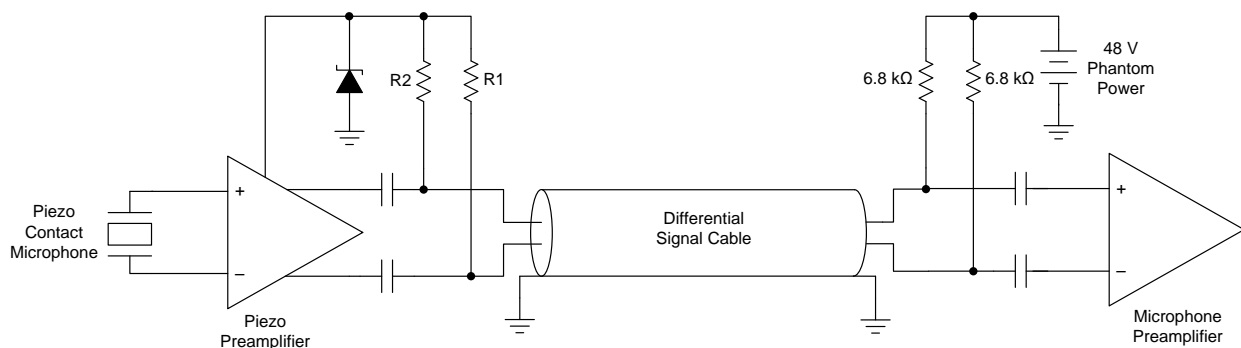 R2
R1
6.8 kΩ
6.8 kΩ
48 V
Phantom
Power
Piezo
Contact
Microphone
+
−
Piezo
Preamplifier
Differential
Signal Cable
+
−
Microphone
Preamplifier